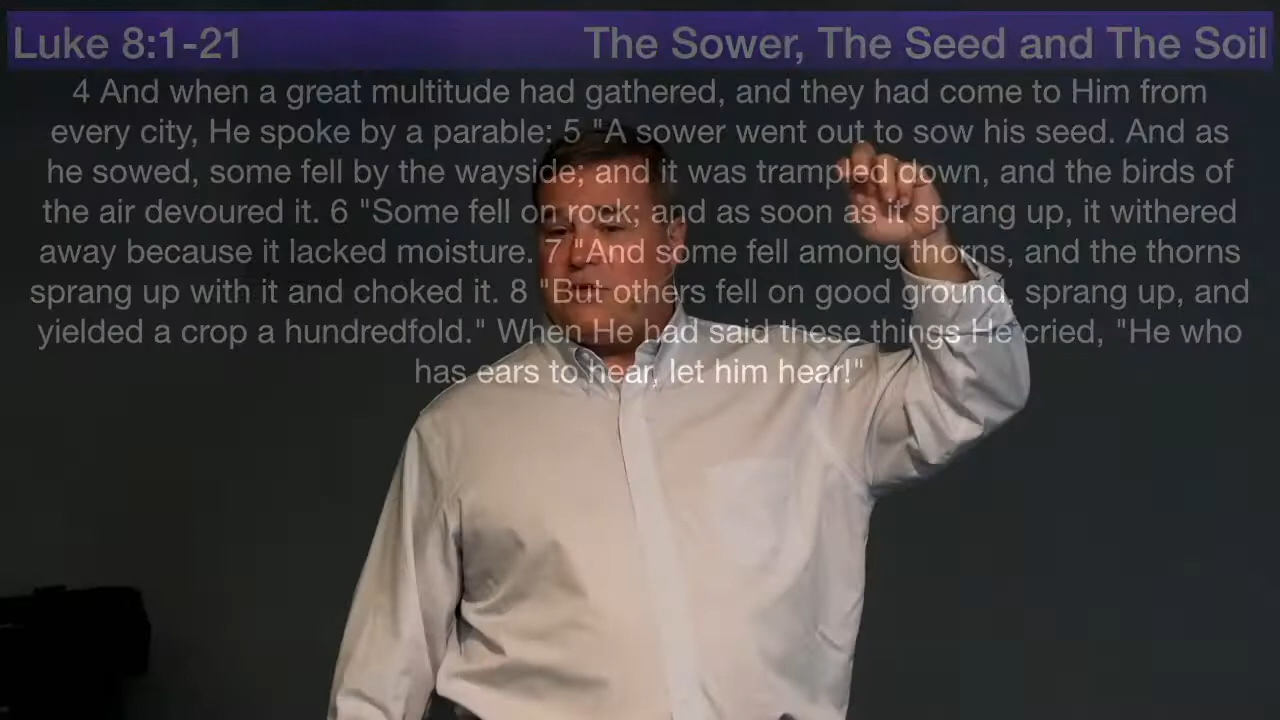 Luke 8:1-21 The Sower, The Seed and The Soil
4 And when a great multitude had gathered, and they had come to Him from
every city, He spoke by a parable: 5 "A sower went out to sow his seed. And as
he sowed, some fell by the wayside; and it was trampled down, and the birds of
the air devoured it. 6 "Some fell on rock; and as soon as it sprang up, it withered
away because it lacked moisture. 7 "And some fell among thorns, and the thorns
sprang up with it and choked it. 8 "But others fell on good ground, sprang up, and
yielded a crop a hundredfold." When He had said these things He cried, "He who
has ears to hear, let him hear!"